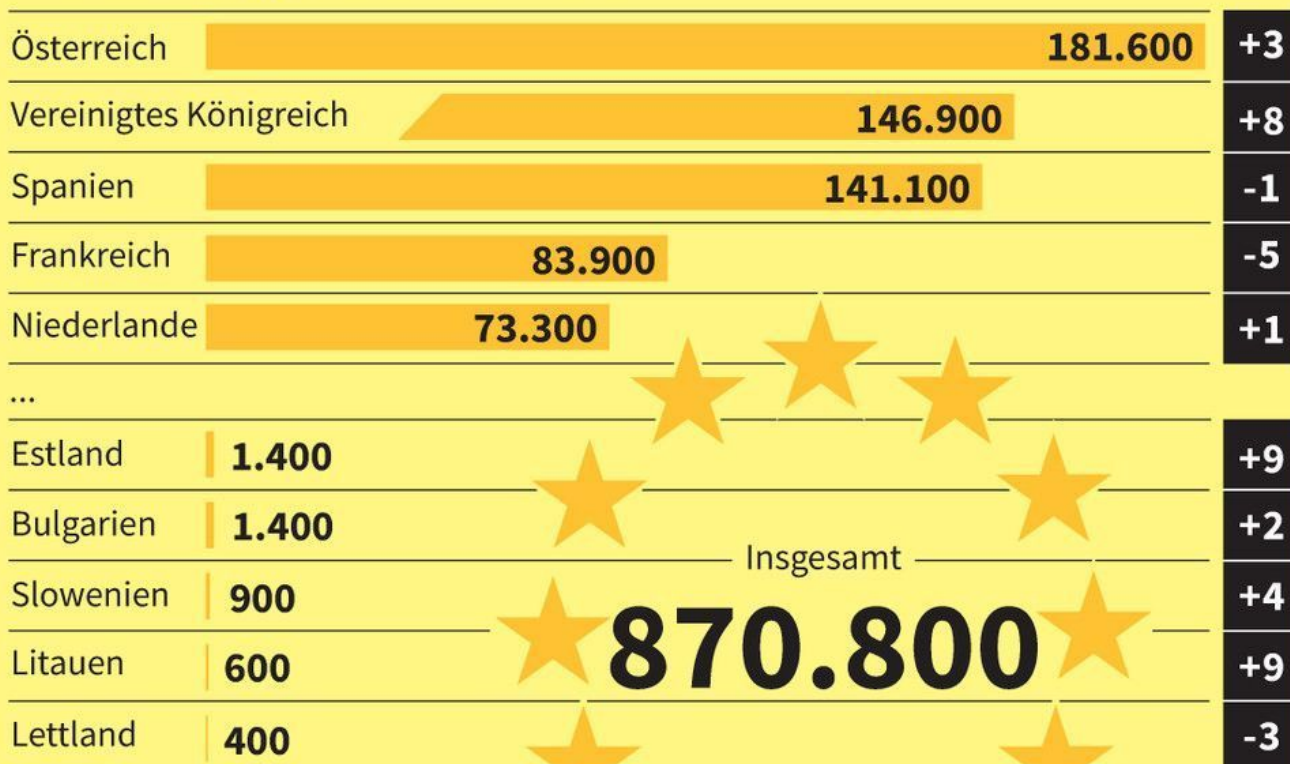 Österreich 181.600 +3
Vereinigtes Königreich 146.900 +8
Spanien 141.100 -1
Frankreich 83.900 -5
Niederlande 73.300 +1
...
Estland 1.400 +9
Bulgarien 1.400 +2
Insgesamt
Slowenien 900 +4
870.800
Litauen 600 +9
Lettland 400 -3